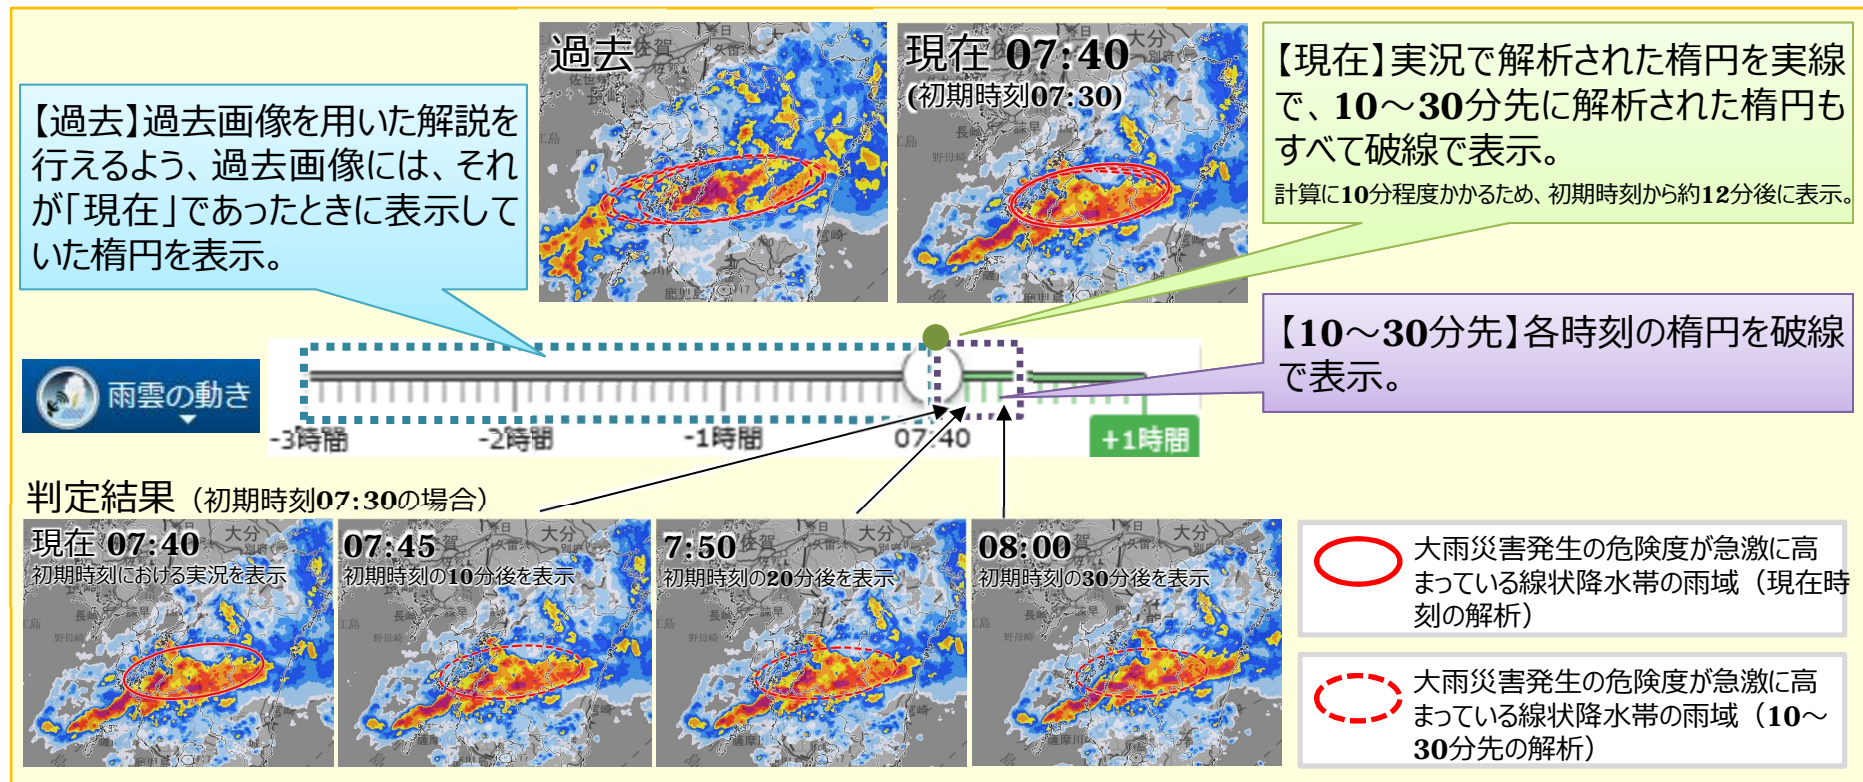 過去
現在 07:40
(初期時刻07:30)
【過去】過去画像を用いた解説を
行えるよう、過去画像には、それ
が「現在」であったときに表示して
いた楕円を表示。
【現在】実況で解析された楕円を実線
で、10～30分先に解析された楕円も
すべて破線で表示。
計算に10分程度かかるため、初期時刻から約12分後に表示。
【10～30分先】各時刻の楕円を破線
で表示。
雨雲の動き
-3時間
-2時間
-1時間
07:40
+1時間
判定結果（初期時刻07:30の場合）
現在 07:40
初期時刻における実況を表示
07:45
初期時刻の10分後を表示
7:50
初期時刻の20分後を表示
08:00
初期時刻の30分後を表示
大雨災害発生の危険度が急激に高
まっている線状降水帯の雨域（現在時
刻の解析）
大雨災害発生の危険度が急激に高
まっている線状降水帯の雨域（10～
30分先の解析）